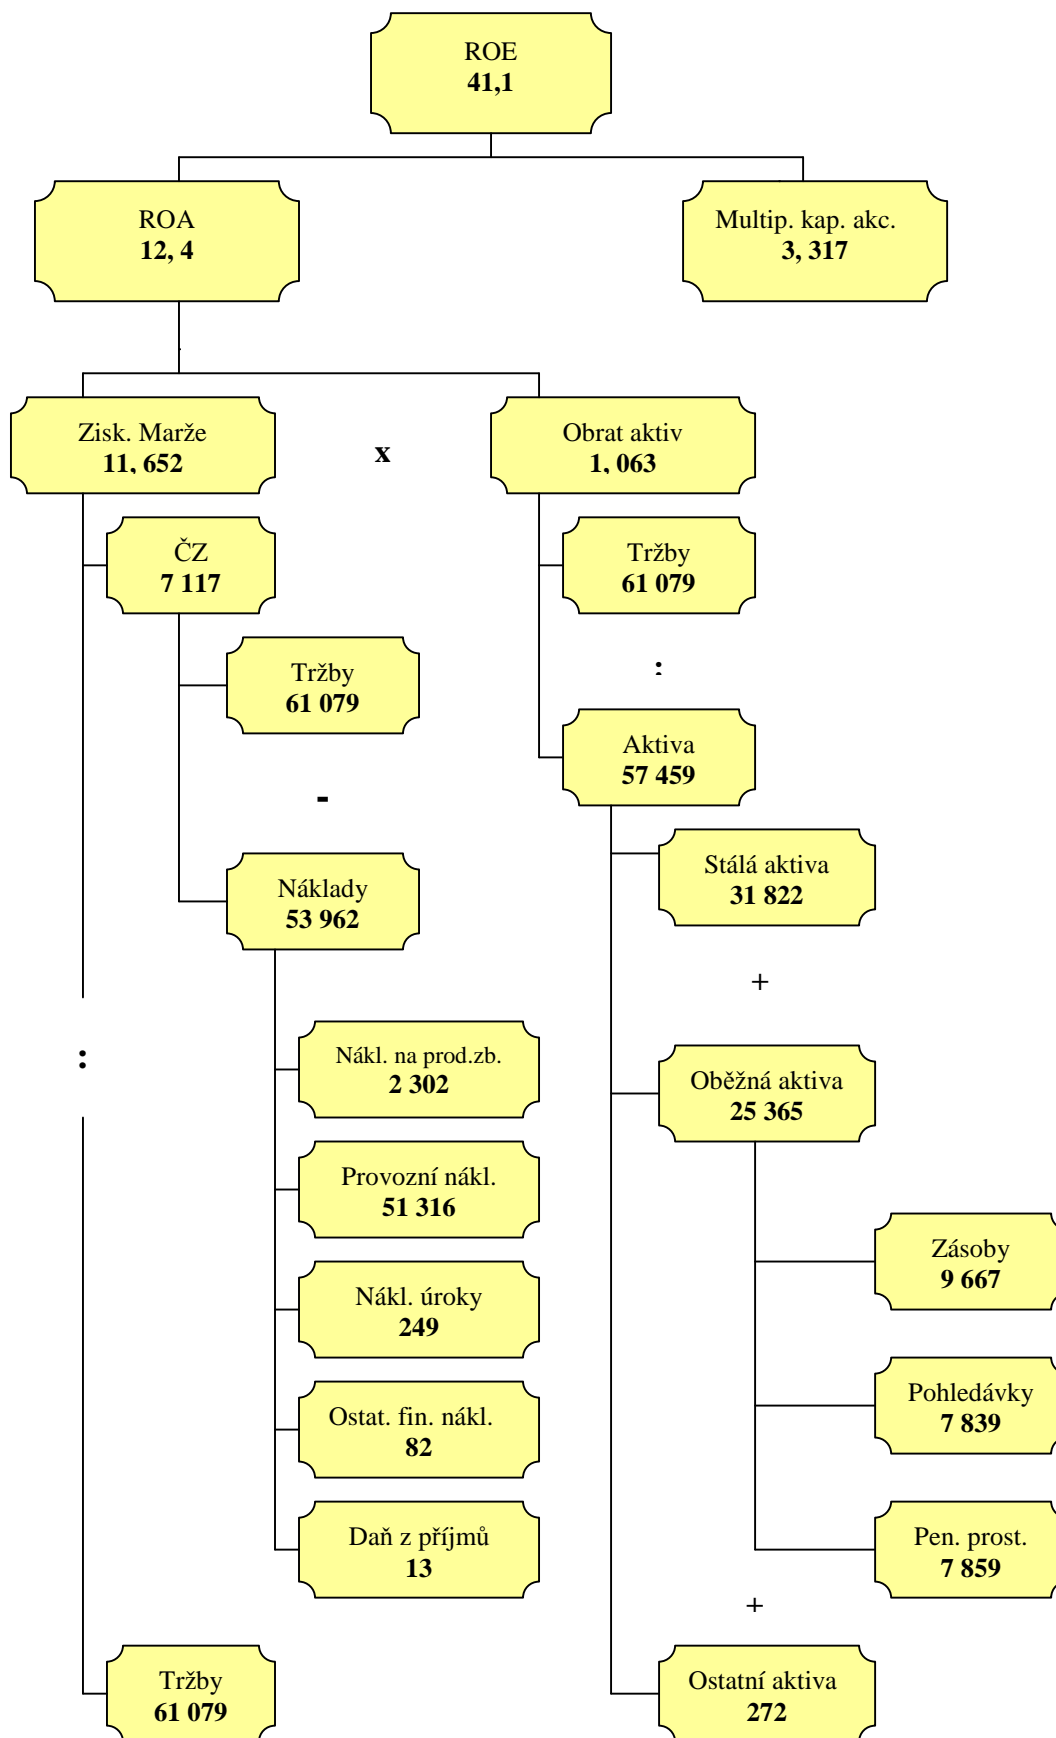 ROE
41,1
ROA
12, 4
Multip. kap. akc.
3, 317
Zisk. Marže
11, 652
x
Obrat aktiv
1, 063
ČZ
7 117
Tržby
61 079
Tržby
61 079
:
Aktiva
57 459
-
Stálá aktiva
31 822
Náklady
53 962
+
:
Nákl. na prod.zb.
2 302
Oběžná aktiva
25 365
Provozní nákl.
51 316
Zásoby
9 667
Nákl. úroky
249
Pohledávky
7 839
Ostat. fin. nákl.
82
Daň z příjmů
13
Pen. prost.
7 859
+
Tržby
61 079
Ostatní aktiva
272